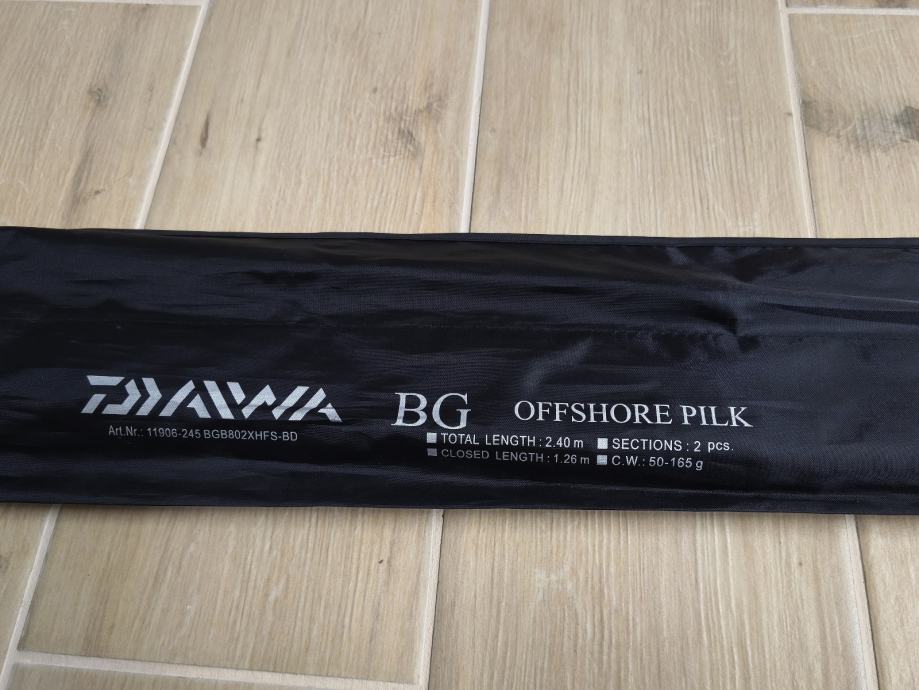 DAIWA BG OFFSHORE PILK
Art.Nr.: 11906-245 BGB802XHFS-BD
TOTAL LENGTH : 2.40 m SECTIONS : 2 pcs.
CLOSED LENGTH : 1.26 m C.W. : 50-165 g